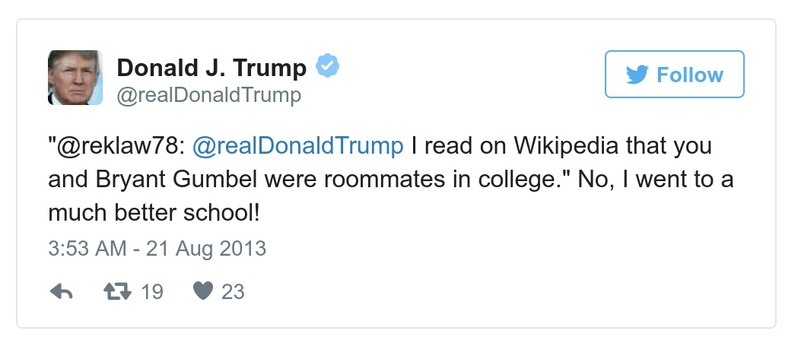 Donald J. Trump
@realDonaldTrump
Follow
"@reklaw78: @realDonaldTrump I read on Wikipedia that you
and Bryant Gumbel were roommates in college." No, I went to a
much better school!
3:53 AM - 21 Aug 2013
19 23